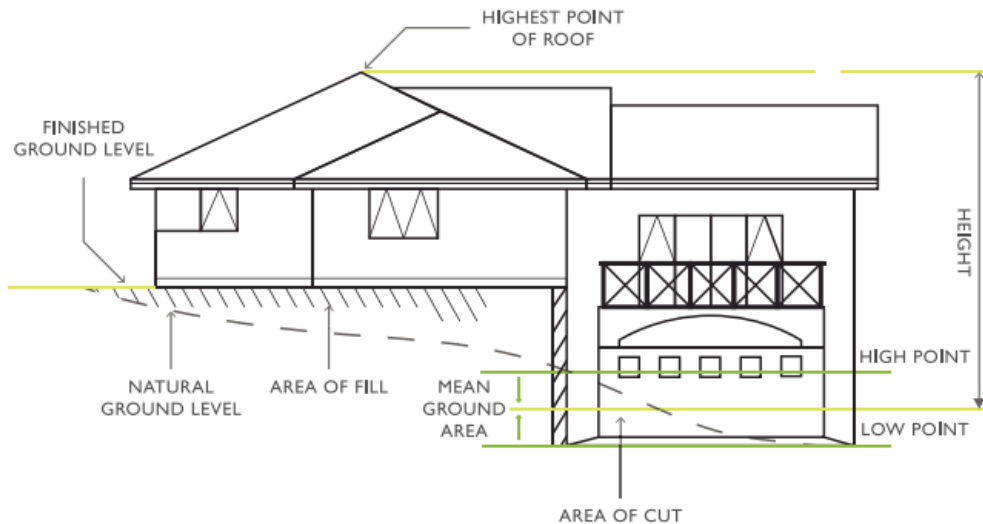 HIGHEST POINT
OF ROOF
FINISHED
GROUND LEVEL
HEIGHT
HIGH POINT
NATURAL
GROUND LEVEL
AREA OF FILL
MEAN
GROUND
AREA
LOW POINT
AREA OF CUT